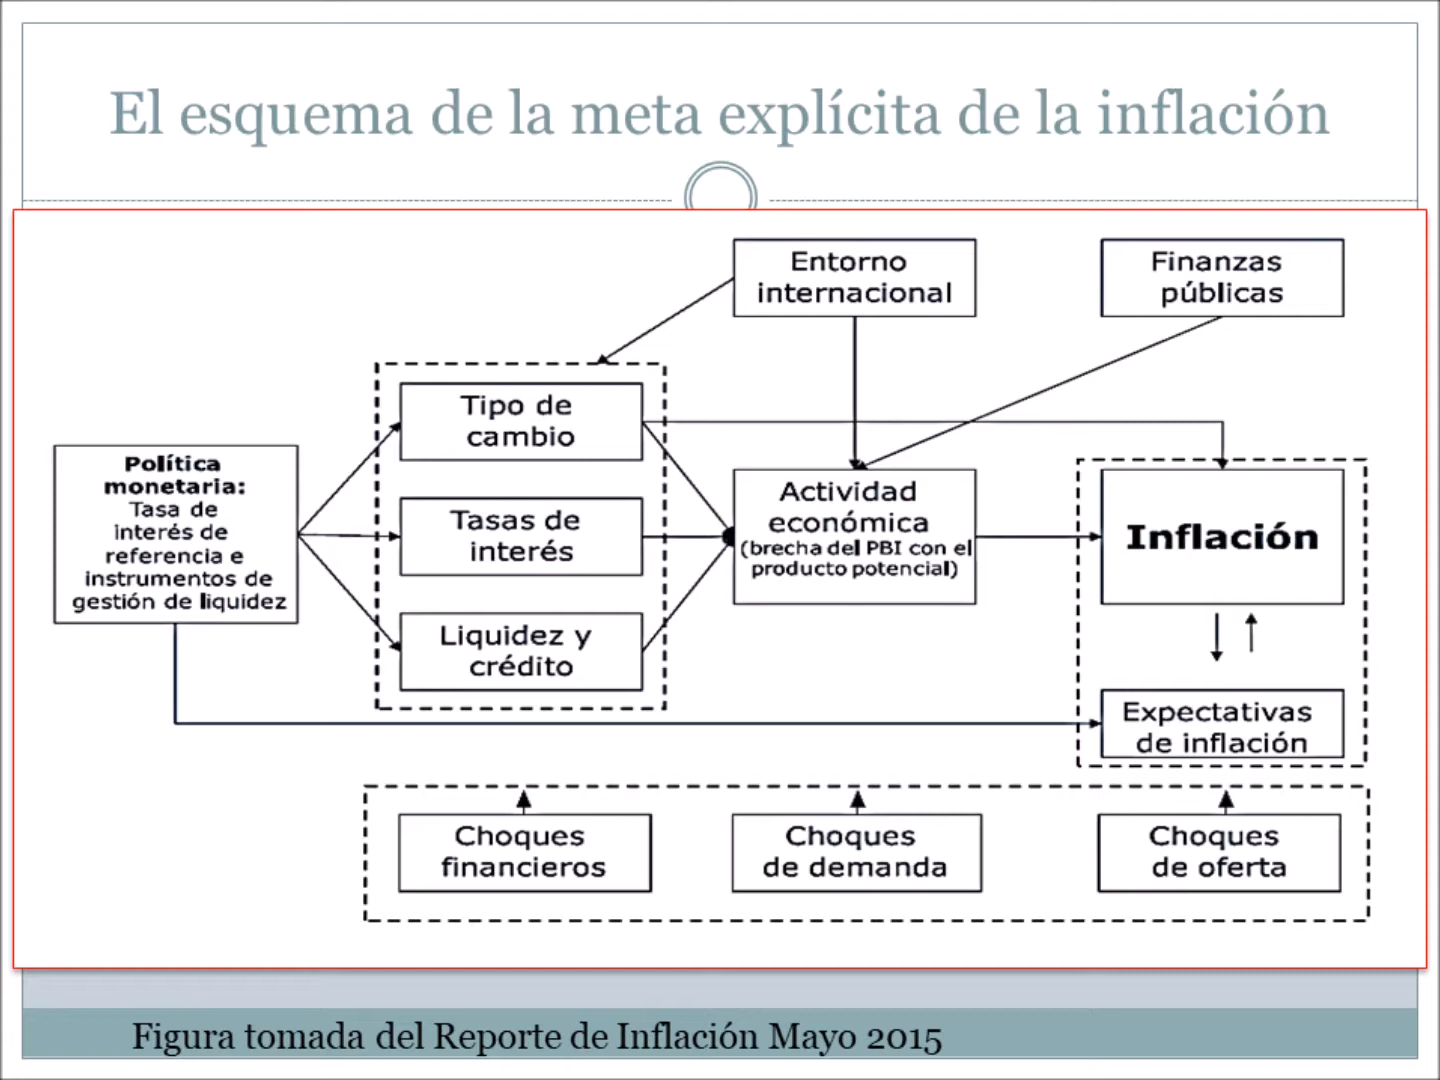 El esquema de la meta explícita de la inflación
Entorno
internacional
Finanzas
públicas
Tipo de
cambio
Política
monetaria:
Tasa de
interés de
referencia e
instrumentos de
gestión de liquidez
Tasas de
interés
Liquidez y
crédito
Actividad
económica
(brecha del PBI con el
producto potencial)
Inflación
Expectativas
de inflación
Choques
financieros
Choques
de demanda
Choques
de oferta
Figura tomada del Reporte de Inflación Mayo 2015